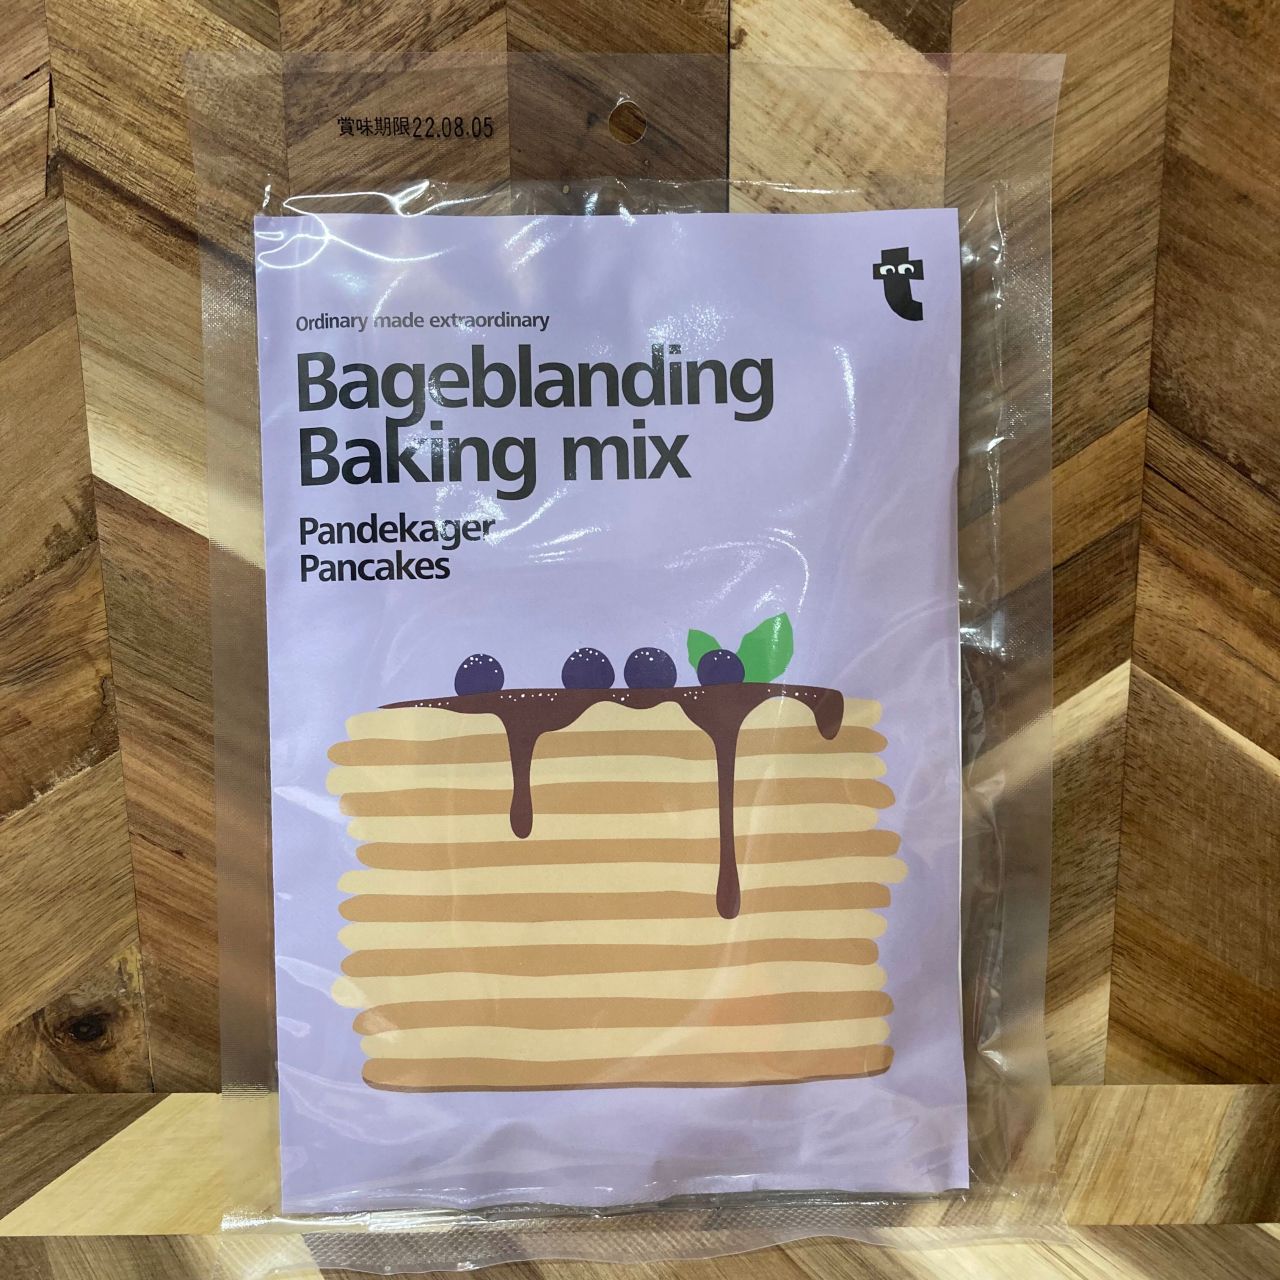 賞味期限22.08.05
Ordinary made extraordinary
Bageblanding
Baking mix
Pandekager
Pancakes